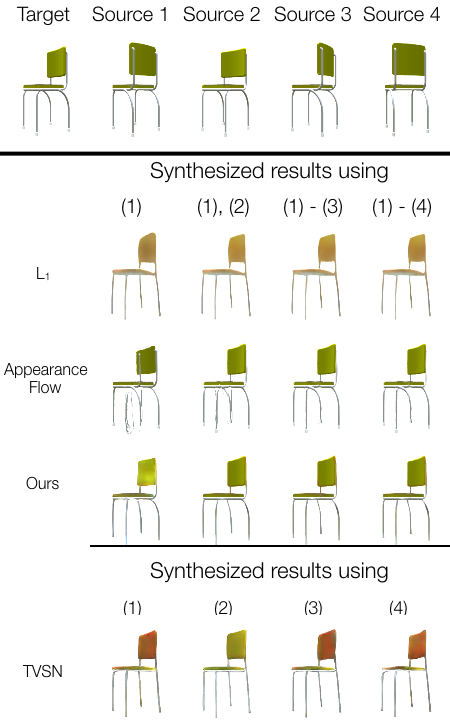 Target Source 1 Source 2 Source 3 Source 4
Synthesized results using
(1) (1), (2) (1) - (3) (1) - (4)
L1
Appearance
Flow
Ours
Synthesized results using
(1) (2) (3) (4)
TVSN